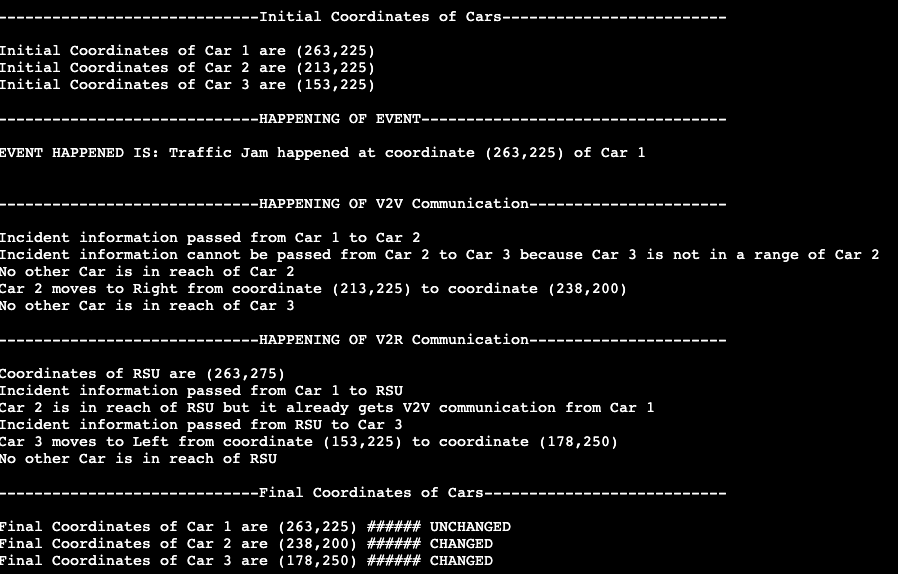 -----------------------------Initial Coordinates of Cars-------------------------
Initial Coordinates of Car 1 are (263,225)
Initial Coordinates of Car 2 are (213,225)
Initial Coordinates of Car 3 are (153,225)
-----------------------------HAPPENING OF EVENT----------------------------------
EVENT HAPPENED IS: Traffic Jam happened at coordinate (263,225) of Car 1
-----------------------------HAPPENING OF V2V Communication----------------------
Incident information passed from Car 1 to Car 2
Incident information cannot be passed from Car 2 to Car 3 because Car 3 is not in a range of Car 2
No other Car is in reach of Car 2
Car 2 moves to Right from coordinate (213,225) to coordinate (238,200)
No other Car is in reach of Car 3
-----------------------------HAPPENING OF V2R Communication----------------------
Coordinates of RSU are (263,275)
Incident information passed from Car 1 to RSU
Car 2 is in reach of RSU but it already gets V2V communication from Car 1
Incident information passed from RSU to Car 3
Car 3 moves to Left from coordinate (153,225) to coordinate (178,250)
No other Car is in reach of RSU
-----------------------------Final Coordinates of Cars---------------------------
Final Coordinates of Car 1 are (263,225) ###### UNCHANGED
Final Coordinates of Car 2 are (238,200) ###### CHANGED
Final Coordinates of Car 3 are (178,250) ###### CHANGED